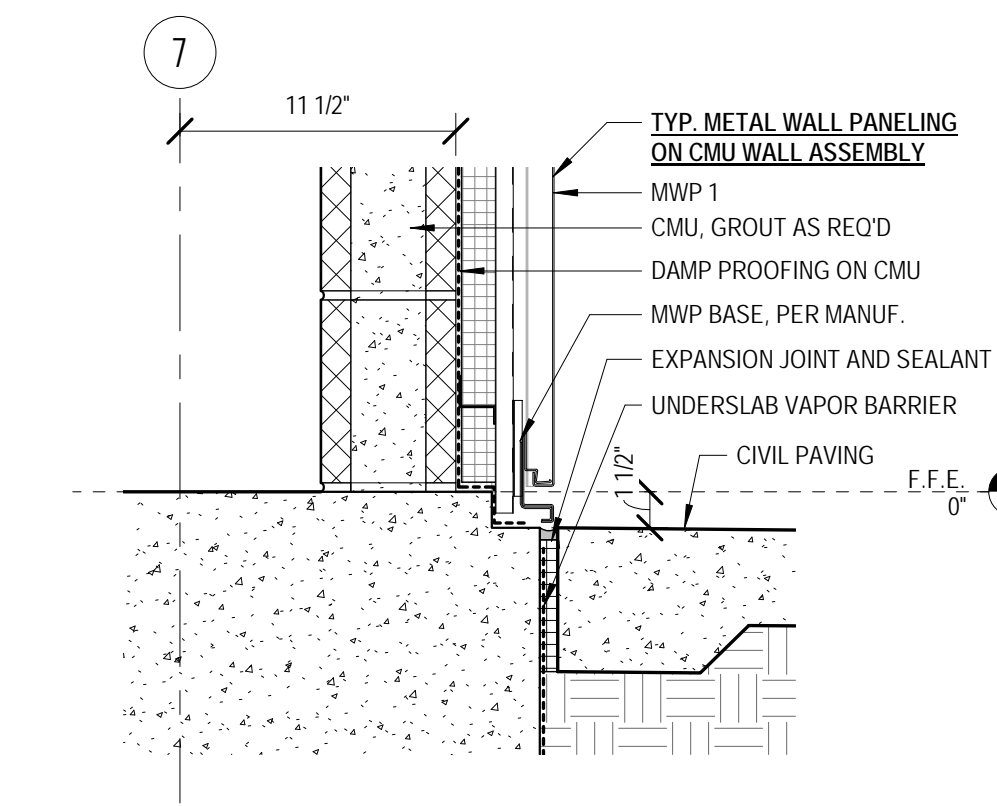 7
11 1/2"
TYP. METAL WALL PANELING
ON CMU WALL ASSEMBLY
MWP 1
CMU, GROUT AS REQ'D
DAMP PROOFING ON CMU
MWP BASE, PER MANUF.
EXPANSION JOINT AND SEALANT
UNDERSLAB VAPOR BARRIER
CIVIL PAVING
1 1/2"
F.F.E.
0"